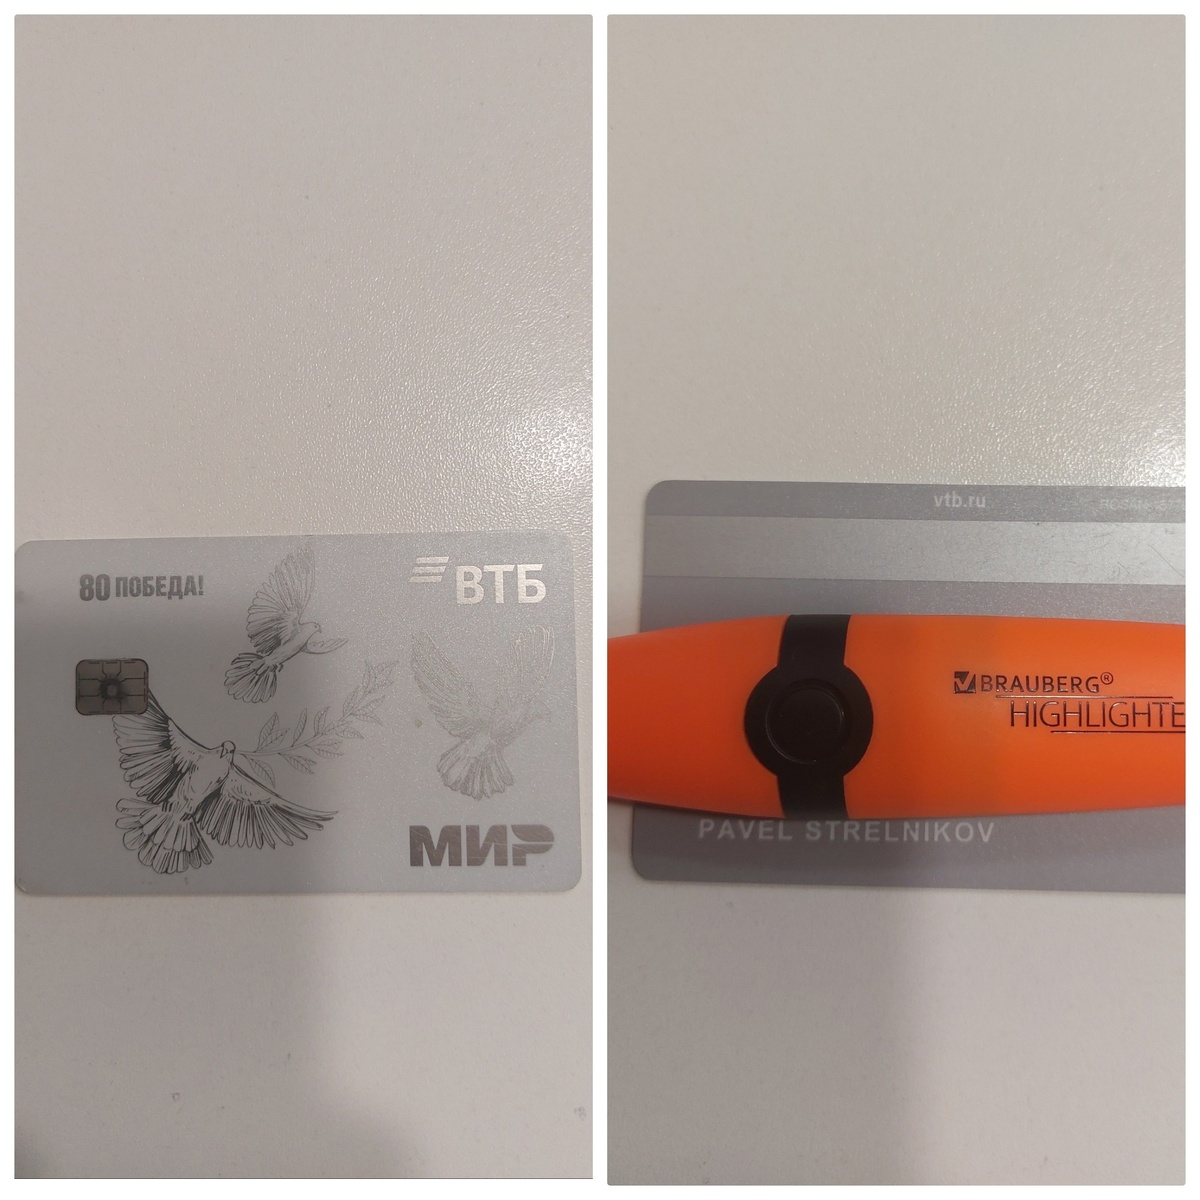 80 ПОБЕДА!
ВТБ
МИР
vtb.ru
BRAUBERG®
HIGHLIGHTE
PAVEL STRELNIKOV